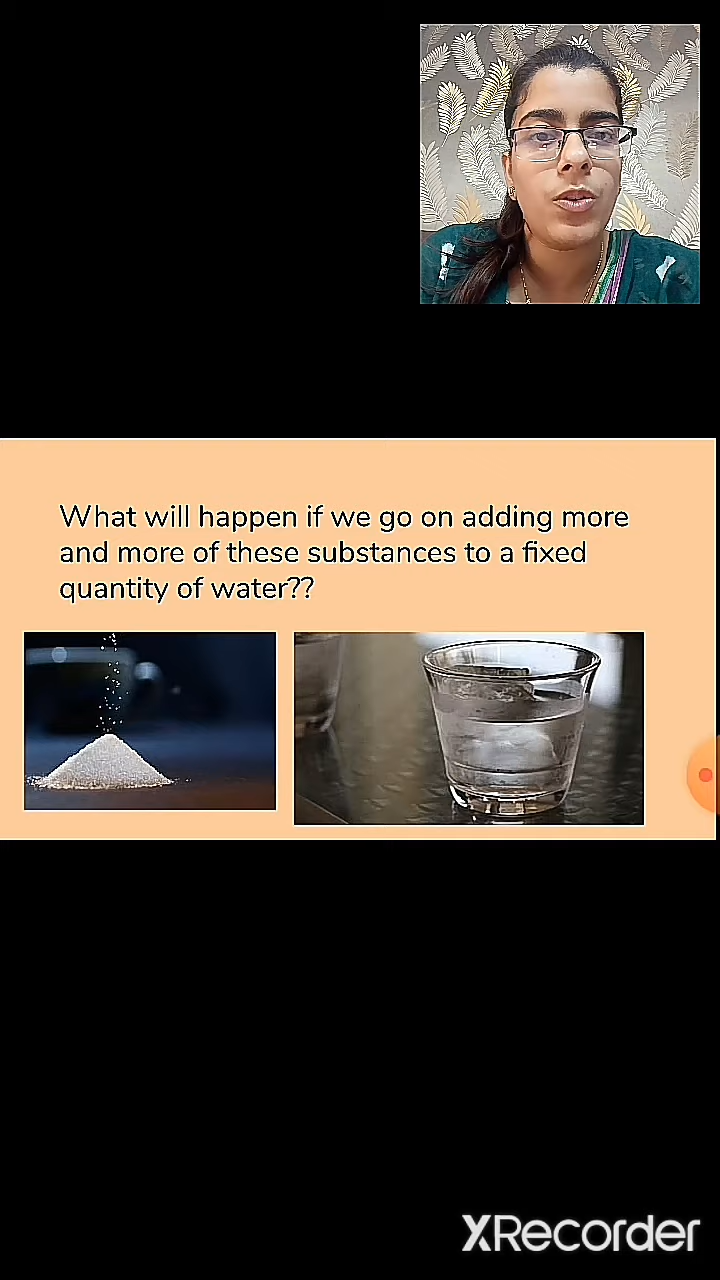 What will happen if we go on adding more
and more of these substances to a fixed
quantity of water??
XRecorder